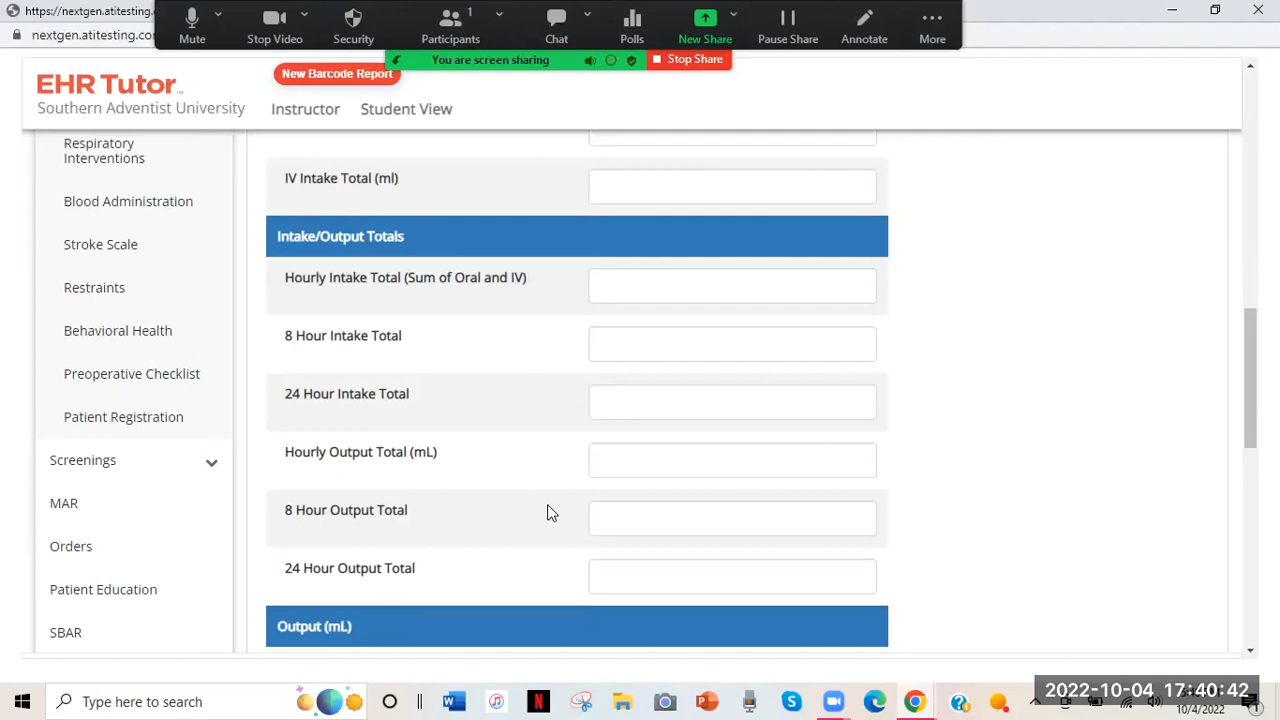 https://nextgen.atitesting.
nextgen.atitesting.co
Mute
Stop Video
Security
1
Participants
Chat
Polls
New Share
Pause Share
Annotate
More
You are screen sharing
Stop Share
EHR Tutor
Southern Adventist University
New Barcode Report
Instructor
Student View
Respiratory
Interventions
Blood Administration
Stroke Scale
Restraints
Behavioral Health
Preoperative Checklist
Patient Registration
Screenings
MAR
Orders
Patient Education
SBAR
IV Intake Total (ml)
Intake/Output Totals
Hourly Intake Total (Sum of Oral and IV)
8 Hour Intake Total
24 Hour Intake Total
Hourly Output Total (mL)
8 Hour Output Total
24 Hour Output Total
Output (mL)
Type here to search
2022-10-04 17:40:42
10/4/2022